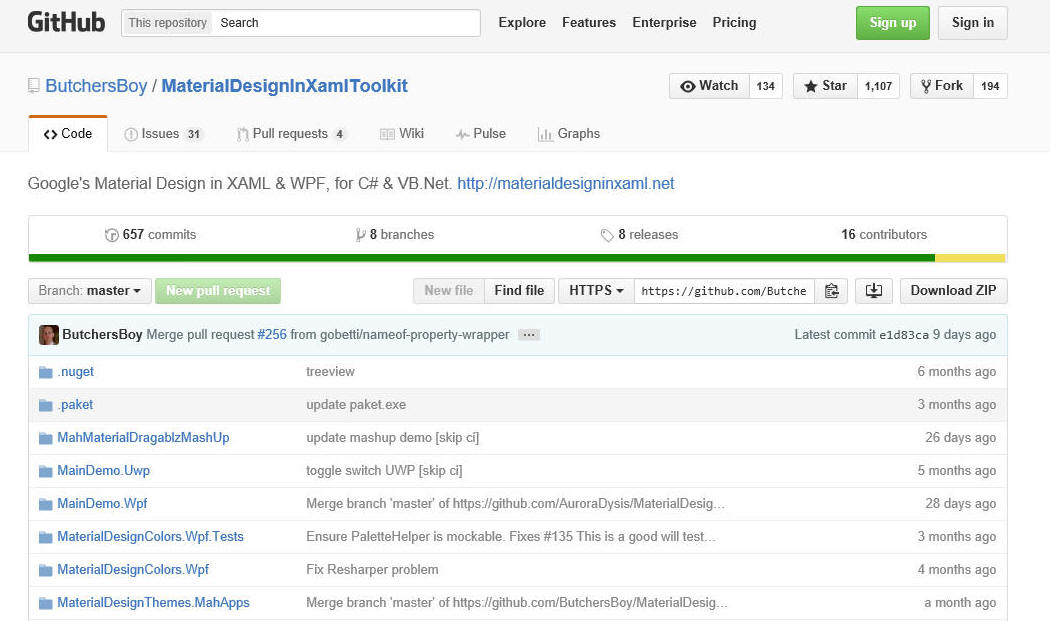 GitHub This repository Search Explore Features Enterprise Pricing Sign up Sign in
ButchersBoy / MaterialDesignInXamlToolkit Watch 134 Star 1,107 Fork 194
Code Issues 31 Pull requests 4 Wiki Pulse Graphs
Google's Material Design in XAML & WPF, for C# & VB.Net. http://materialdesigninxaml.net
657 commits 8 branches 8 releases 16 contributors
Branch: master New pull request New file Find file HTTPS https://github.com/Butche Download ZIP
ButchersBoy Merge pull request #256 from gobetti/nameof-property-wrapper ... Latest commit e1d83ca 9 days ago
.nuget treeview 6 months ago
.paket update paket.exe 3 months ago
MahMaterialDragablzMashUp update mashup demo [skip ci] 26 days ago
MainDemo.Uwp toggle switch UWP [skip ci] 5 months ago
MainDemo.Wpf Merge branch 'master' of https://github.com/AuroraDysis/MaterialDesig... 28 days ago
MaterialDesignColors.Wpf.Tests Ensure PaletteHelper is mockable. Fixes #135 This is a good will test... 3 months ago
MaterialDesignColors.Wpf Fix Resharper problem 4 months ago
MaterialDesignThemes.MahApps Merge branch 'master' of https://github.com/ButchersBoy/MaterialDesig... a month ago